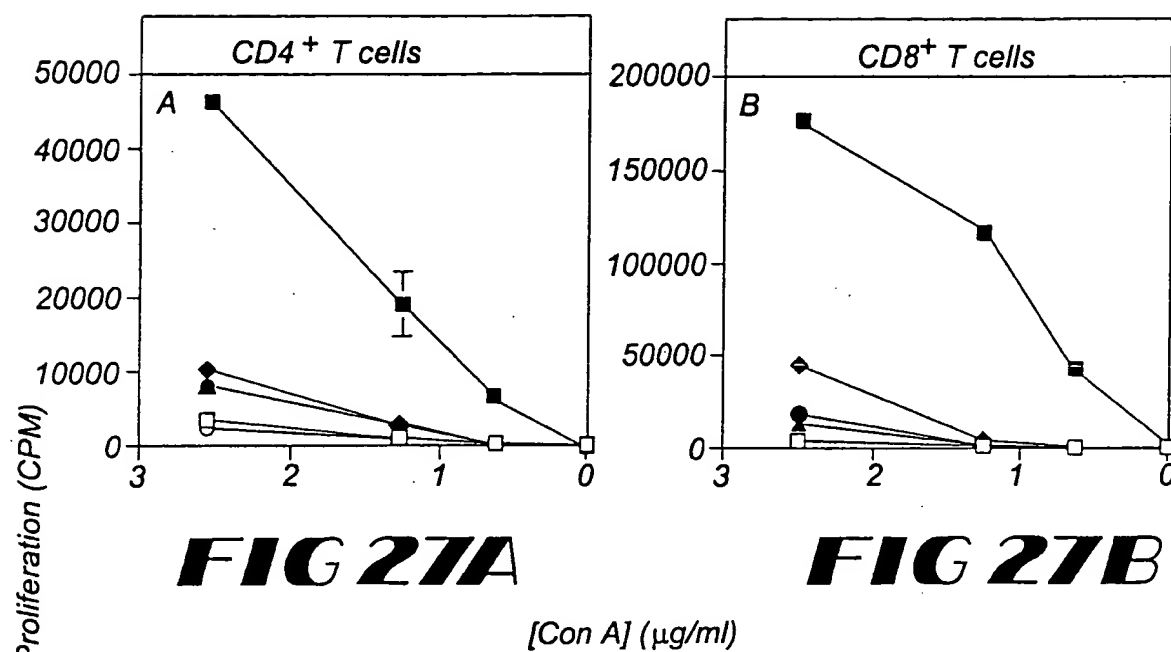 CD4+ T cells
A
50000
40000
30000
20000
10000
0
3 2 1 0
Proliferation (CPM)
FIG 27A
CD8+ T cells
B
200000
150000
100000
50000
0
3 2 1 0
FIG 27B
[Con A] (µg/ml)